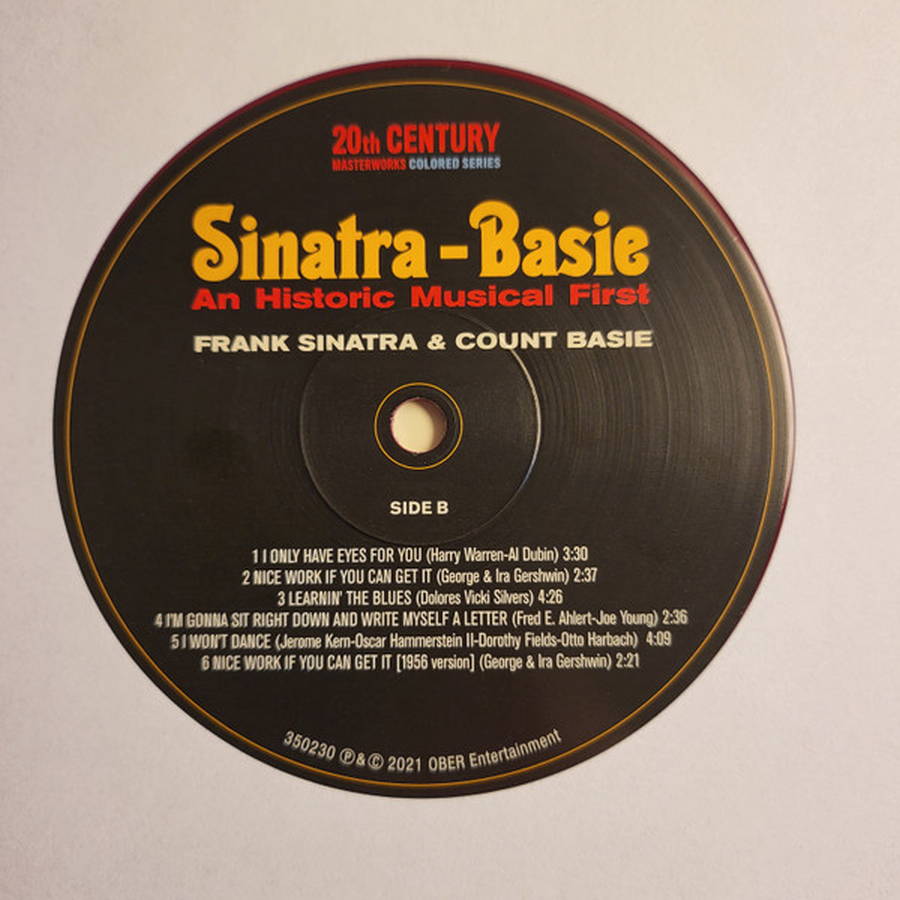 20th CENTURY
MASTERWORKS COLORED SERIES
Sinatra-Basie
An Historic Musical First
FRANK SINATRA & COUNT BASIE
SIDE B
1 I ONLY HAVE EYES FOR YOU (Harry Warren-Al Dubin) 3:30
2 NICE WORK IF YOU CAN GET IT (George & Ira Gershwin) 2:37
3 LEARNIN' THE BLUES (Dolores Vicki Silvers) 4:26
4 I'M GONNA SIT RIGHT DOWN AND WRITE MYSELF A LETTER (Fred E. Ahlert-Joe Young) 2:36
5 I WON'T DANCE (Jerome Kern-Oscar Hammerstein II-Dorothy Fields-Otto Harbach) 4:09
6 NICE WORK IF YOU CAN GET IT [1956 version] (George & Ira Gershwin) 2:21
350230 ℗&© 2021 OBER Entertainment